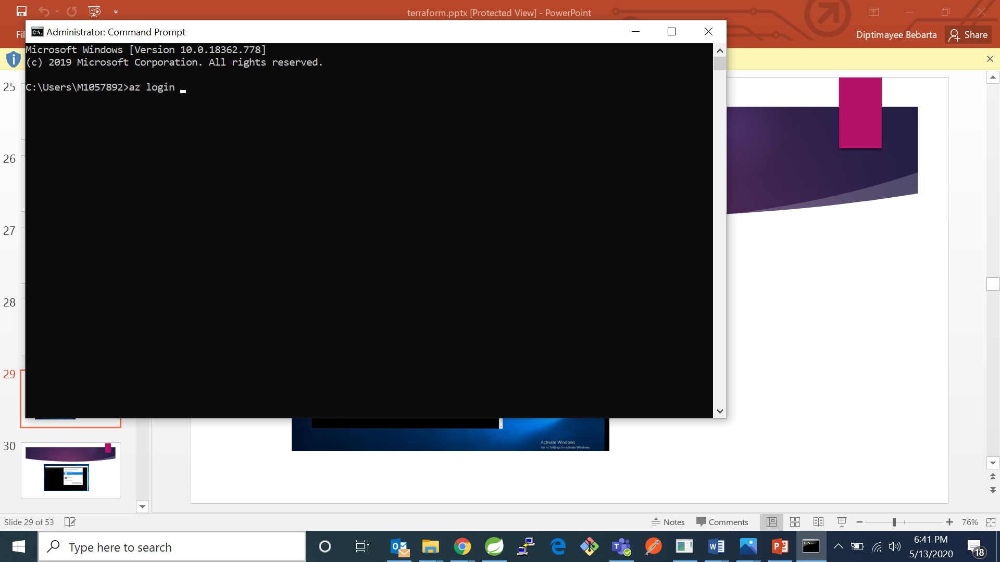 terraform.pptx [Protected View] - PowerPoint
Diptimayee Bebarta
Share
Administrator: Command Prompt
Microsoft Windows [Version 10.0.18362.778]
(c) 2019 Microsoft Corporation. All rights reserved.
C:\Users\M1057892>az login
25
26
27
28
29
30
Activate Windows
Go to Settings to activate Windows.
Slide 29 of 53
Notes
Comments
76%
Type here to search
6:41 PM
5/13/2020
18